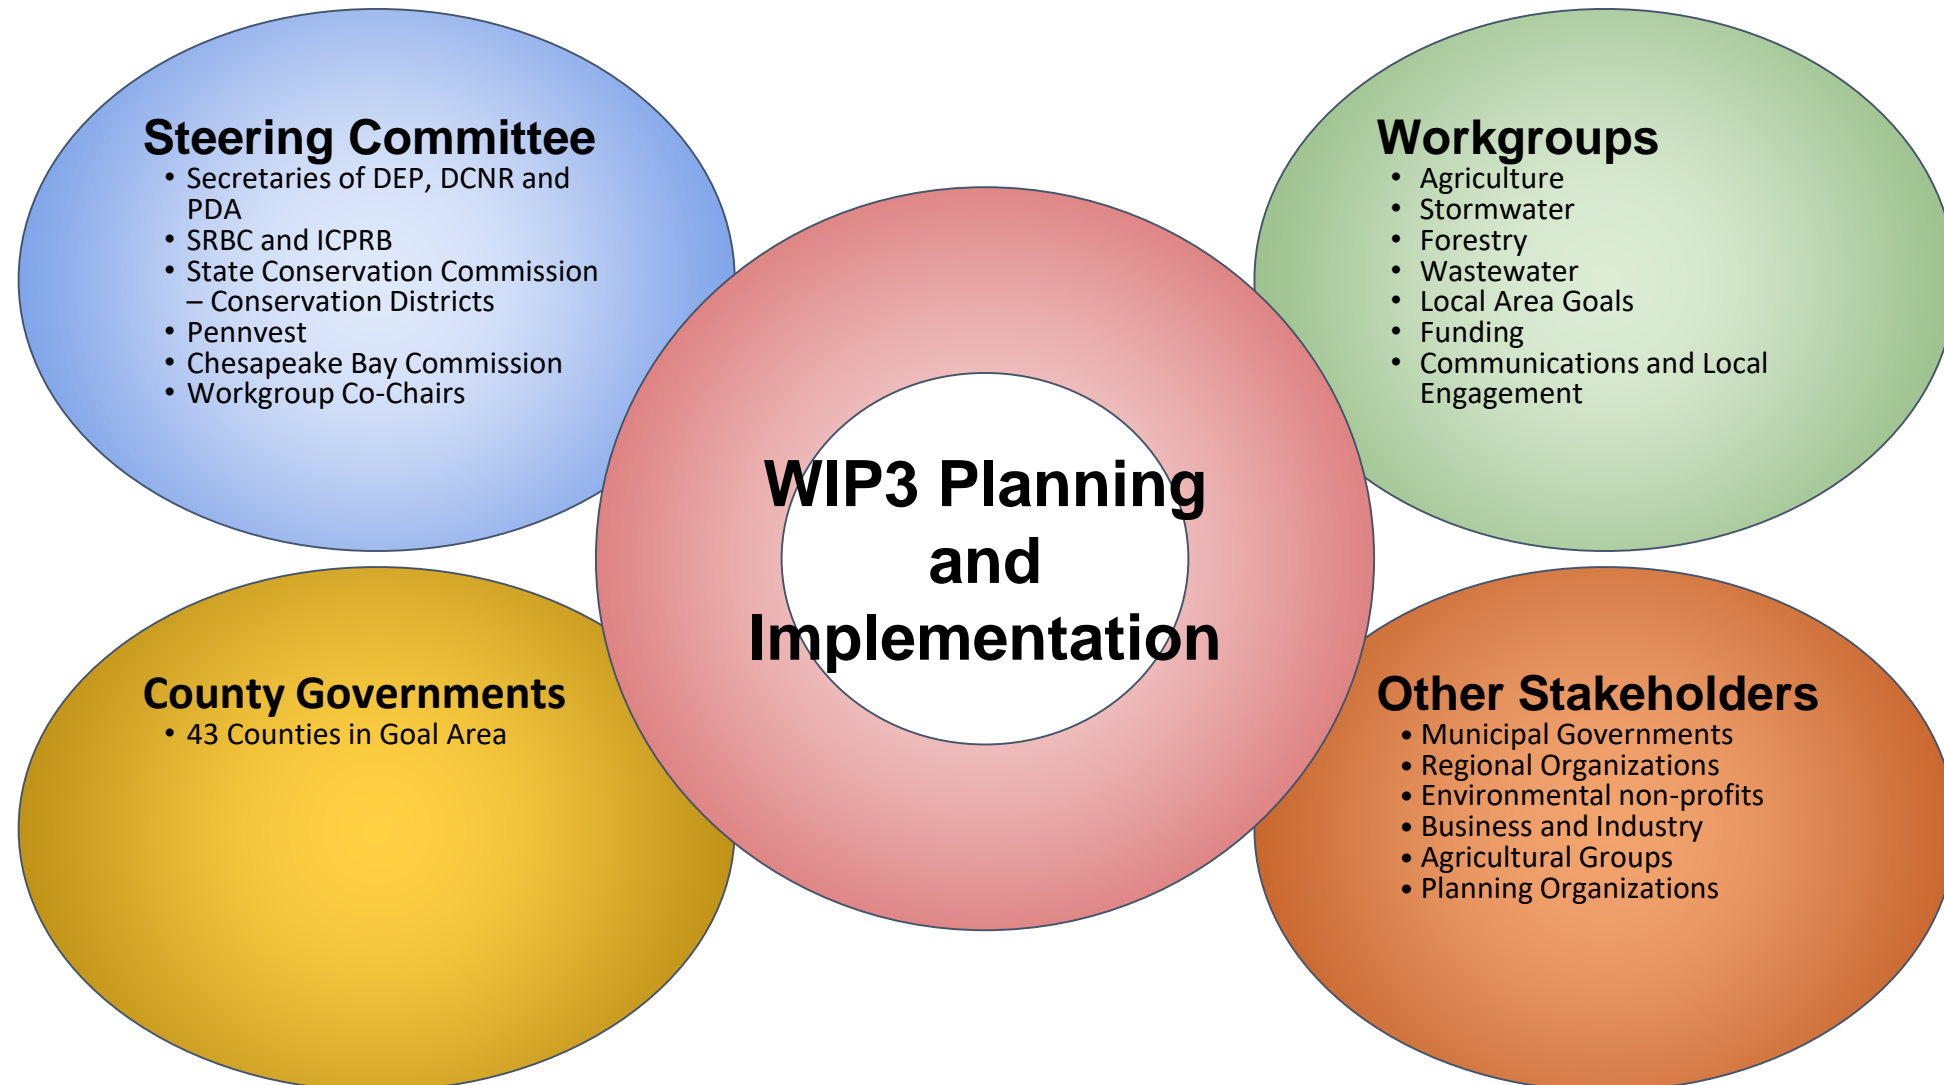 Steering Committee
• Secretaries of DEP, DCNR and
PDA
• SRBC and ICPRB
• State Conservation Commission
– Conservation Districts
• Pennvest
• Chesapeake Bay Commission
• Workgroup Co-Chairs
Workgroups
• Agriculture
• Stormwater
• Forestry
• Wastewater
• Local Area Goals
• Funding
• Communications and Local
Engagement
WIP3 Planning
and
Implementation
County Governments
• 43 Counties in Goal Area
Other Stakeholders
• Municipal Governments
• Regional Organizations
• Environmental non-profits
• Business and Industry
• Agricultural Groups
• Planning Organizations